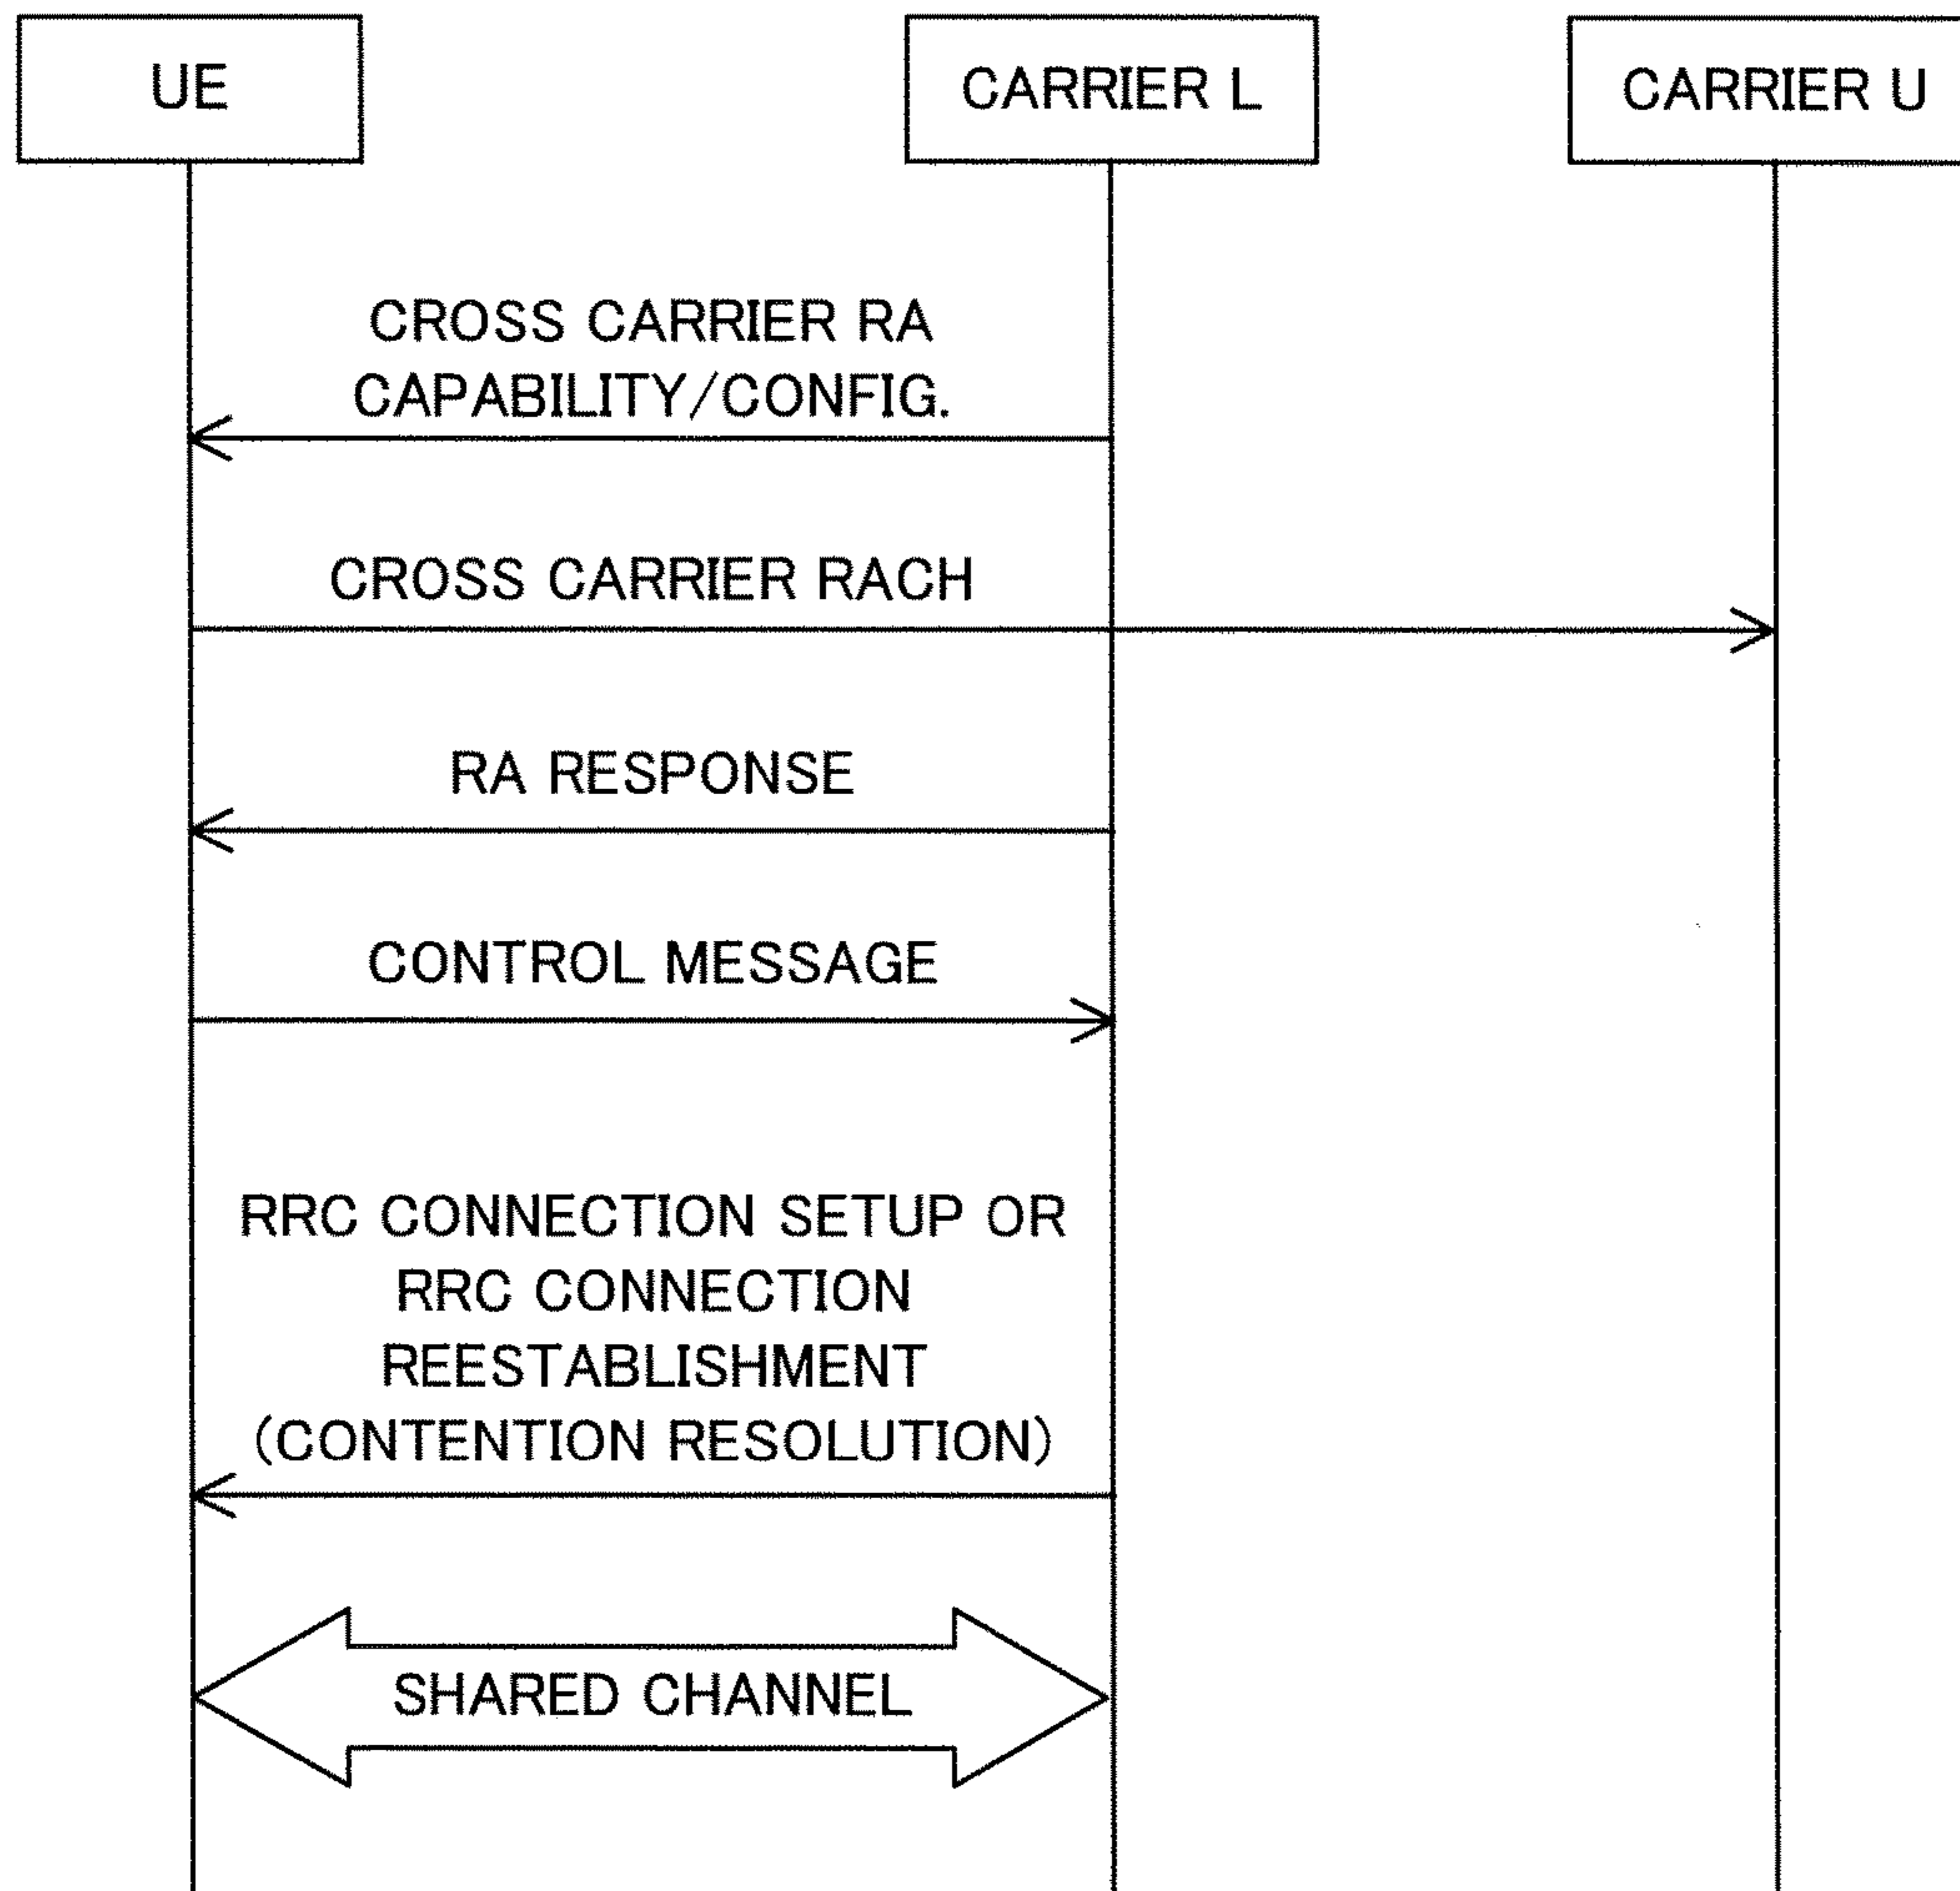 UE
CARRIER L
CARRIER U
CROSS CARRIER RA
CAPABILITY/CONFIG.
CROSS CARRIER RACH
RA RESPONSE
CONTROL MESSAGE
RRC CONNECTION SETUP OR
RRC CONNECTION
REESTABLISHMENT
(CONTENTION RESOLUTION)
SHARED CHANNEL